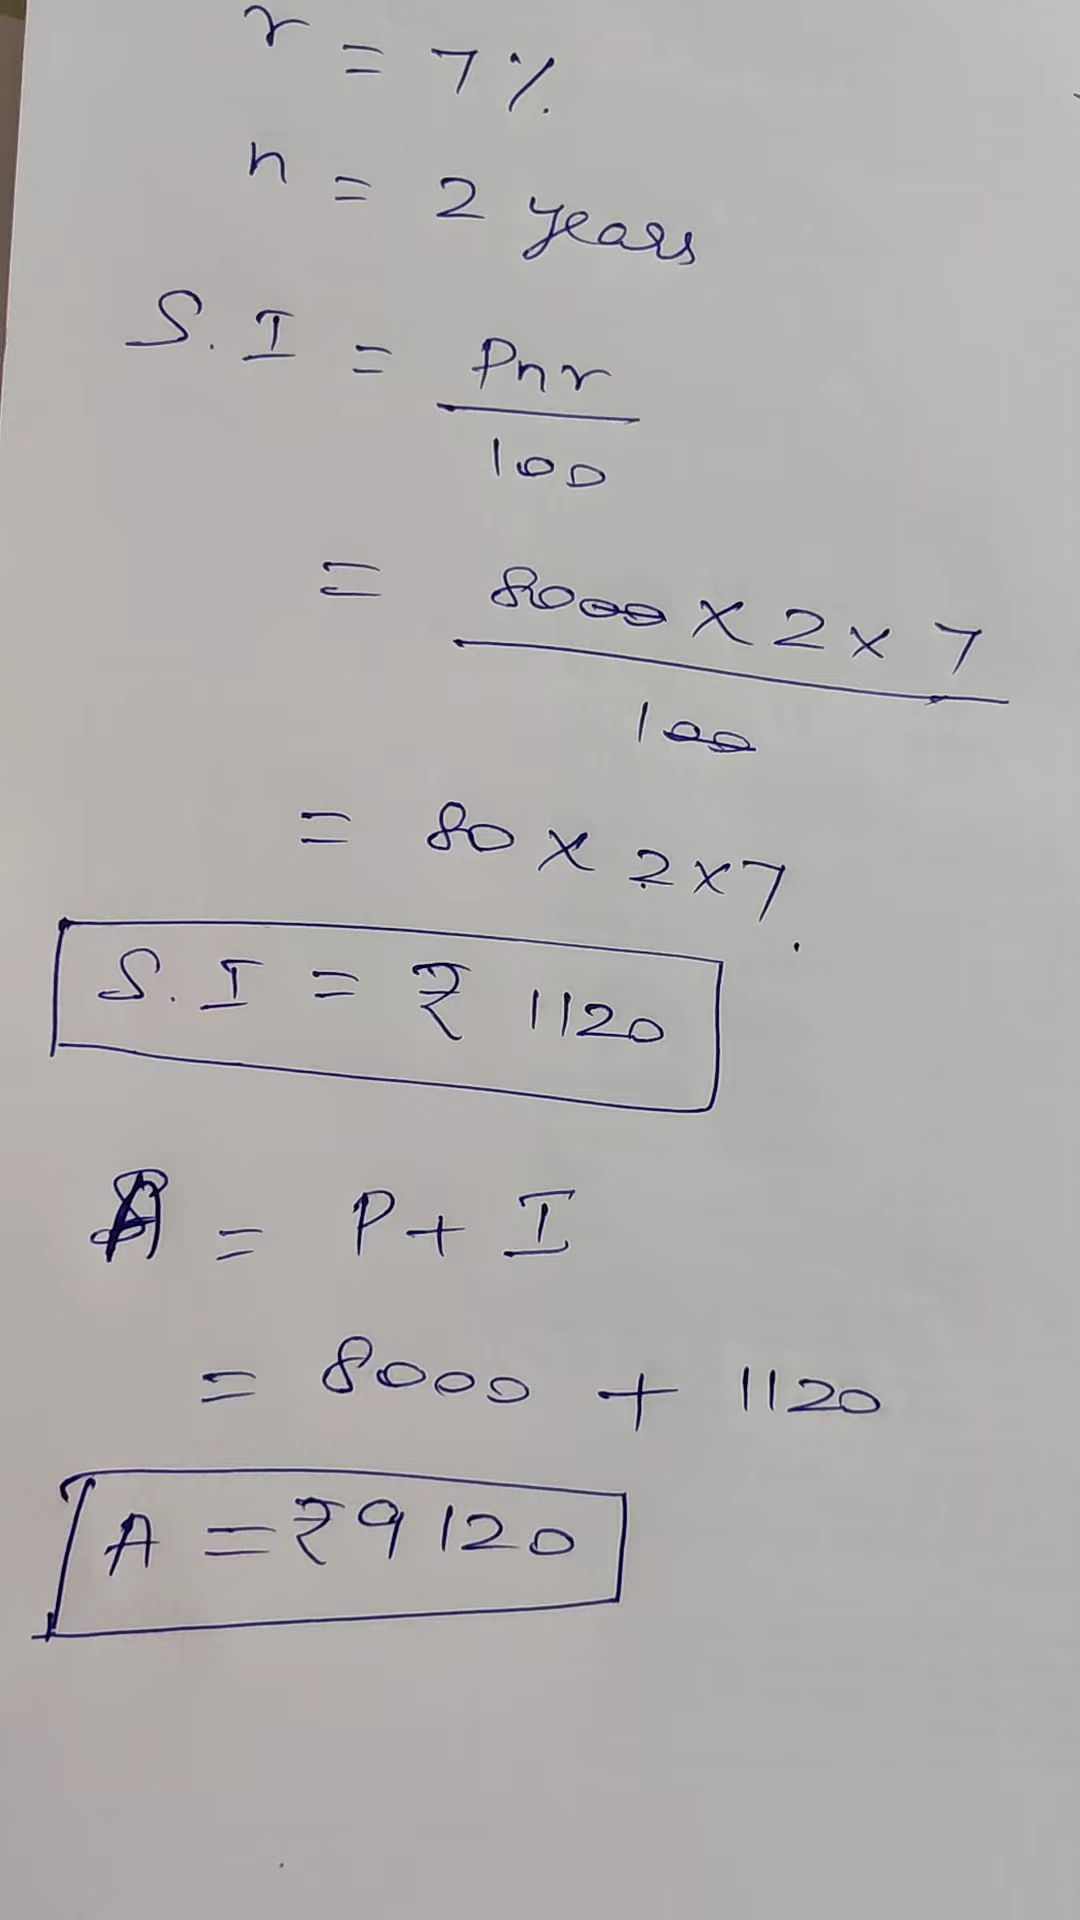 r = 7%
n = 2 years
S.I = Pnr
100
= 8000 × 2 × 7
100
= 80 × 2 × 7.
S.I = ₹ 1120
A = P + I
= 8000 + 1120
A = ₹9120